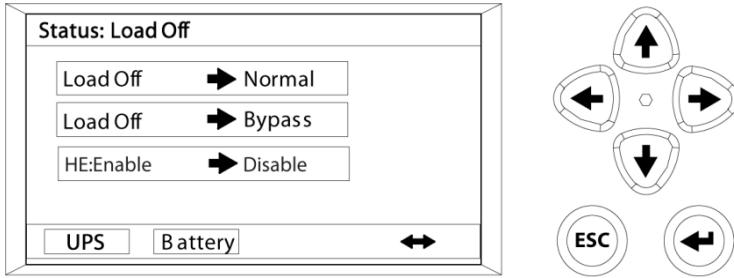 Status: Load Off
Load Off → Normal
Load Off → Bypass
HE:Enable → Disable
UPS Battery ↔
ESC